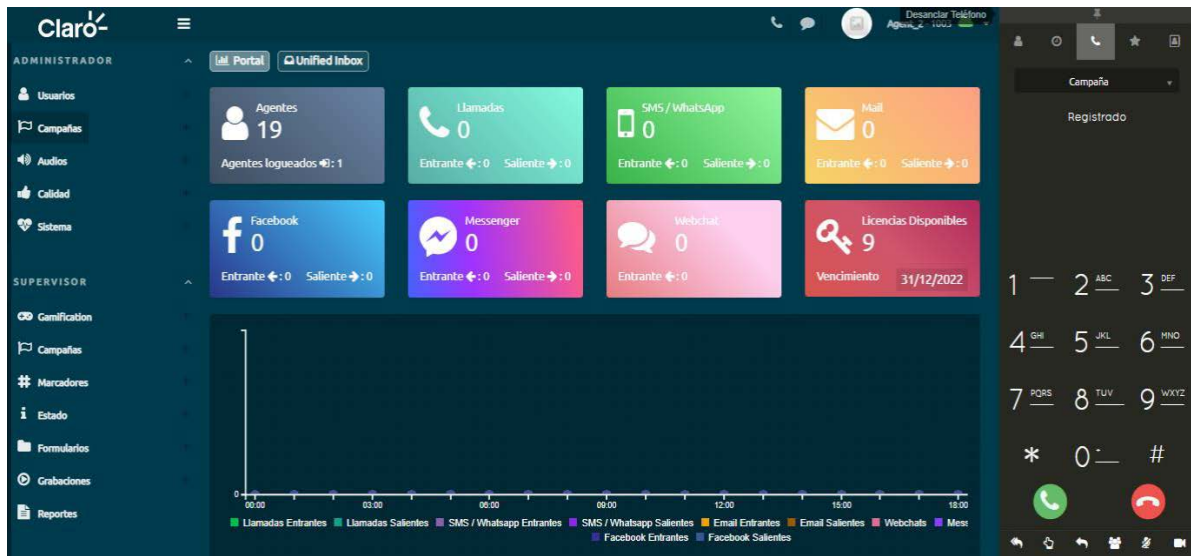 Claro
Desanclar Teléfono
Agent_2 1003
ADMINISTRADOR
Usuarios
Campañas
Audios
Calidad
Sistema
SUPERVISOR
Gamification
Campañas
Marcadores
Estado
Formularios
Grabaciones
Reportes
Portal
Unified Inbox
Agentes
19
Agentes logueados : 1
Llamadas
0
Entrante : 0 Saliente : 0
SMS / WhatsApp
0
Entrante : 0 Saliente : 0
Mail
0
Entrante : 0 Saliente : 0
Facebook
0
Entrante : 0 Saliente : 0
Messenger
0
Entrante : 0 Saliente : 0
Webchat
0
Entrante : 0
Licencias Disponibles
9
Vencimiento 31/12/2022
0
00:00 03:00 06:00 09:00 12:00 15:00 18:00
Llamadas Entrantes Llamadas Salientes SMS / Whatsapp Entrantes SMS / Whatsapp Salientes Email Entrantes Email Salientes Webchats Mess
Facebook Entrantes Facebook Salientes
Campaña
Registrado
1 2 ABC 3 DEF
4 GHI 5 JKL 6 MNO
7 PQRS 8 TUV 9 WXYZ
* 0 #